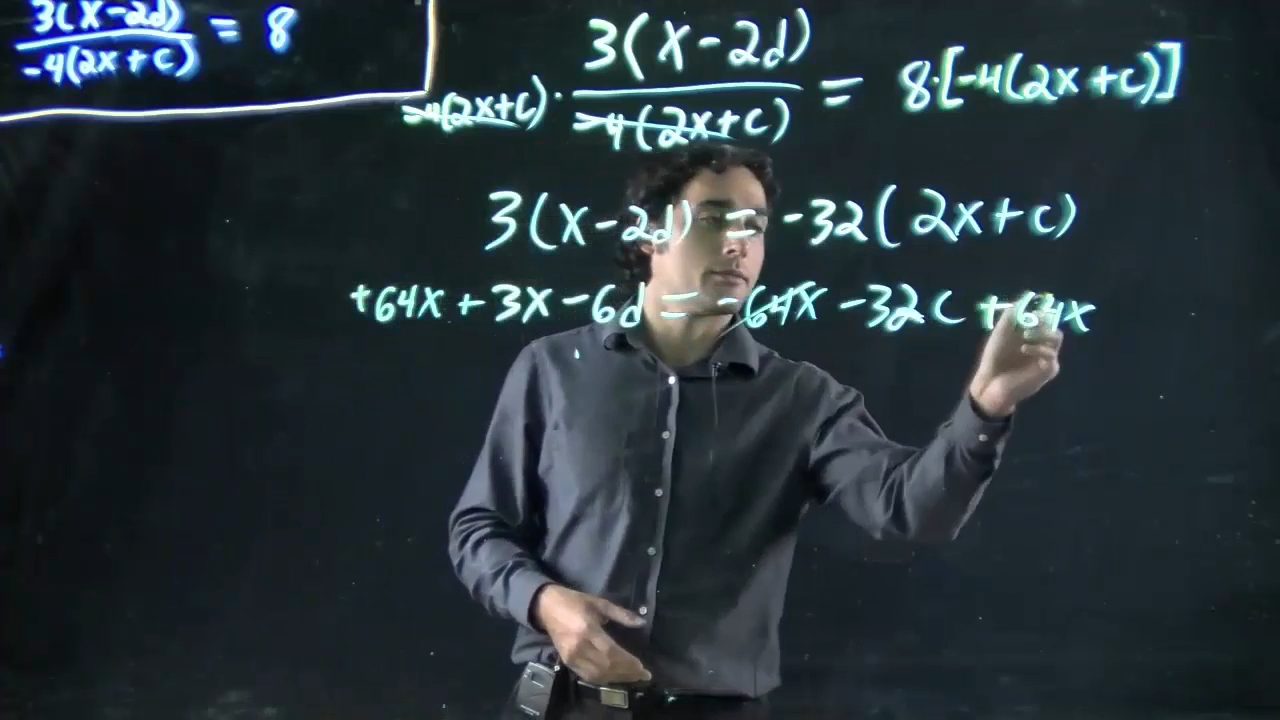 3(x-2d)
-4(2x+c) = 8
3(x-2d)
-4(2x+c) · -4(2x+c) = 8·[-4(2x+c)]
3(x-2d) = -32(2x+c)
+64x+3x-6d = -64x-32c+64x